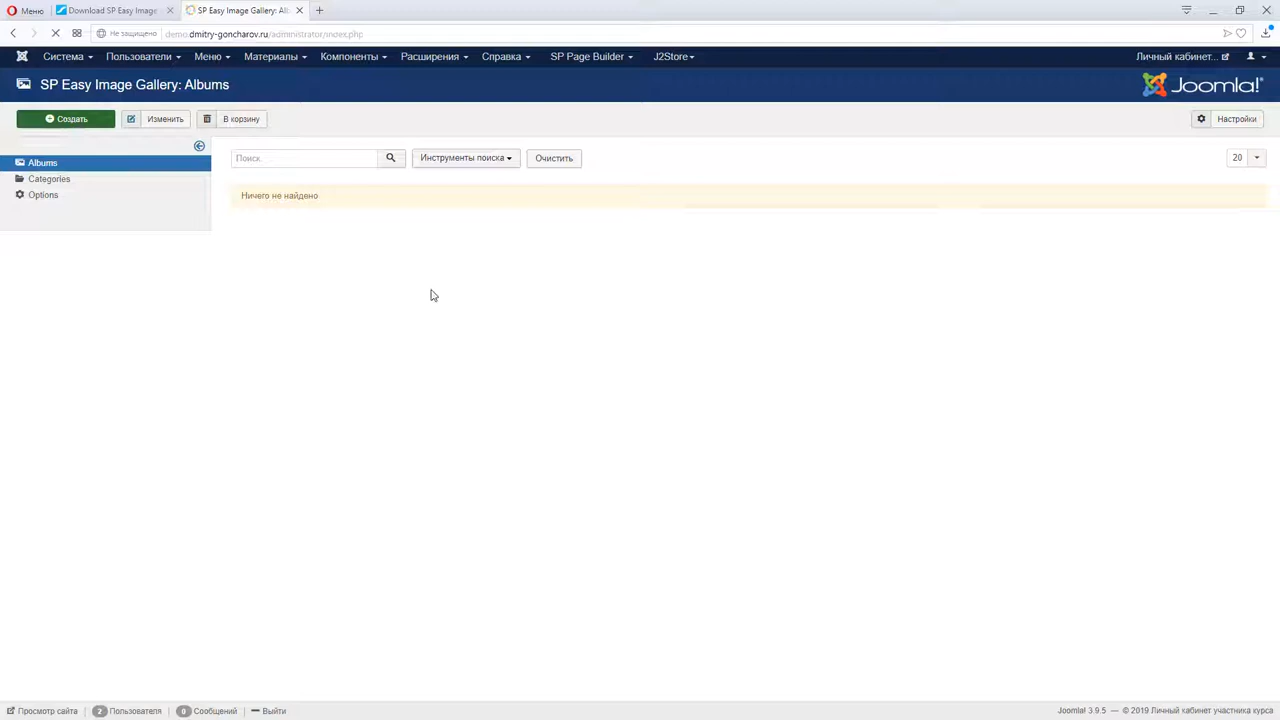 Меню
Download SP Easy Image
SP Easy Image Gallery: Alb
Не защищено
demo.dmitry-goncharov.ru/administrator/index.php
Система
Пользователи
Меню
Материалы
Компоненты
Расширения
Справка
SP Page Builder
J2Store
Личный кабинет...
SP Easy Image Gallery: Albums
Joomla!
Создать
Изменить
В корзину
Настройки
Albums
Categories
Options
Поиск
Инструменты поиска
Очистить
20
Ничего не найдено
Просмотр сайта
2 Пользователя
0 Сообщений
Выйти
Joomla! 3.9.5 — © 2019 Личный кабинет участника курса